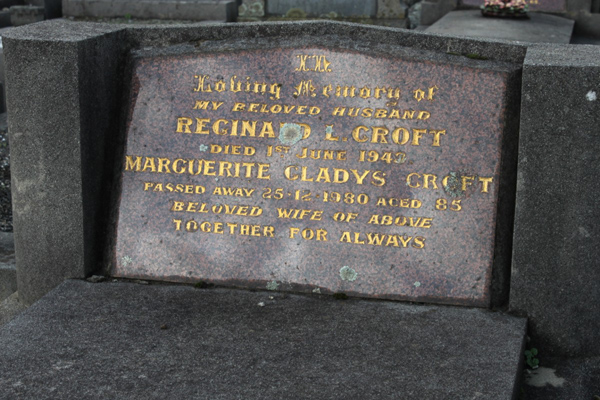 In
Loving Memory of
MY BELOVED HUSBAND
REGINALD L. CROFT
DIED 1ST JUNE 1943
MARGUERITE GLADYS CROFT
PASSED AWAY 25-12-1980 AGED 85
BELOVED WIFE OF ABOVE
TOGETHER FOR ALWAYS